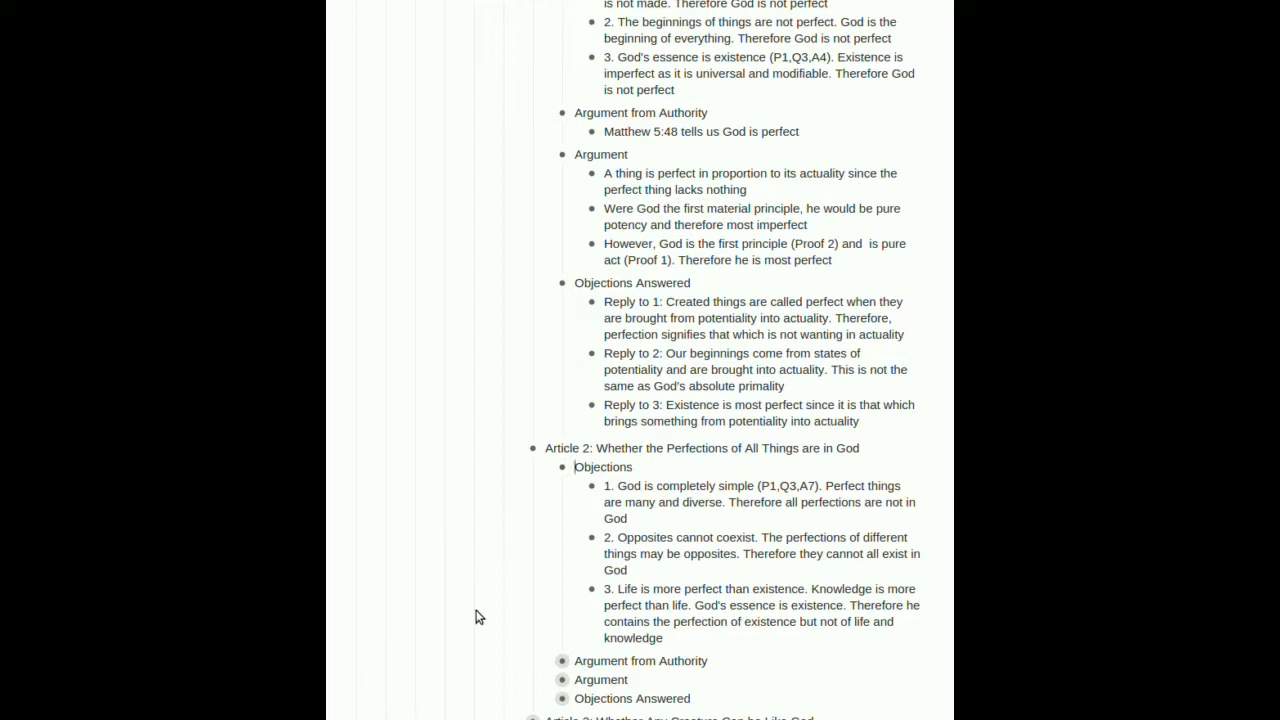 is not made. Therefore God is not perfect
2. The beginnings of things are not perfect. God is the
beginning of everything. Therefore God is not perfect
3. God's essence is existence (P1,Q3,A4). Existence is
imperfect as it is universal and modifiable. Therefore God
is not perfect
Argument from Authority
Matthew 5:48 tells us God is perfect
Argument
A thing is perfect in proportion to its actuality since the
perfect thing lacks nothing
Were God the first material principle, he would be pure
potency and therefore most imperfect
However, God is the first principle (Proof 2) and  is pure
act (Proof 1). Therefore he is most perfect
Objections Answered
Reply to 1: Created things are called perfect when they
are brought from potentiality into actuality. Therefore,
perfection signifies that which is not wanting in actuality
Reply to 2: Our beginnings come from states of
potentiality and are brought into actuality. This is not the
same as God's absolute primality
Reply to 3: Existence is most perfect since it is that which
brings something from potentiality into actuality
Article 2: Whether the Perfections of All Things are in God
Objections
1. God is completely simple (P1,Q3,A7). Perfect things
are many and diverse. Therefore all perfections are not in
God
2. Opposites cannot coexist. The perfections of different
things may be opposites. Therefore they cannot all exist in
God
3. Life is more perfect than existence. Knowledge is more
perfect than life. God's essence is existence. Therefore he
contains the perfection of existence but not of life and
knowledge
Argument from Authority
Argument
Objections Answered
Article 3: Whether Any Creature Can be Like God